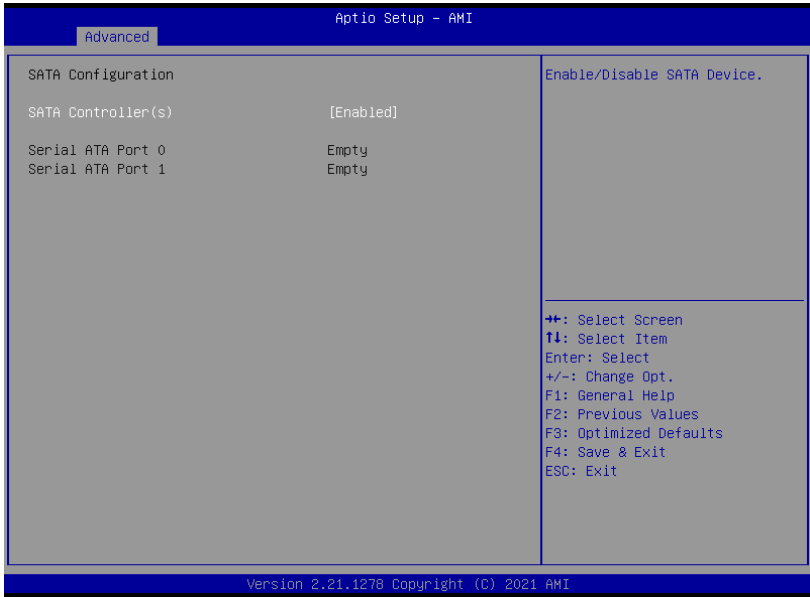 Aptio Setup – AMI
Advanced
SATA Configuration
SATA Controller(s) [Enabled]
Serial ATA Port 0 Empty
Serial ATA Port 1 Empty
Enable/Disable SATA Device.
→←: Select Screen
↑↓: Select Item
Enter: Select
+/-: Change Opt.
F1: General Help
F2: Previous Values
F3: Optimized Defaults
F4: Save & Exit
ESC: Exit
Version 2.21.1278 Copyright (C) 2021 AMI